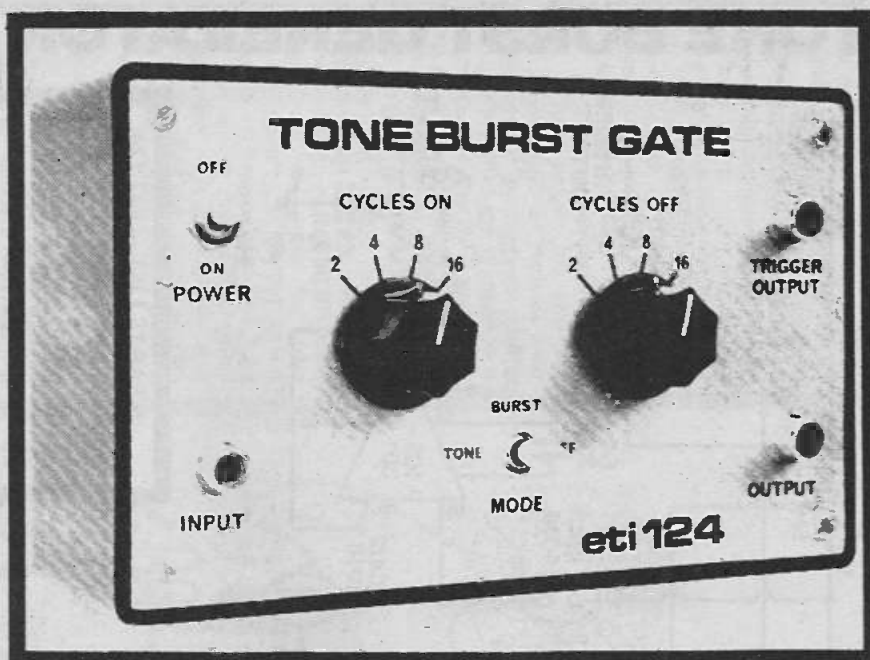 TONE BURST GATE
OFF
ON
POWER
CYCLES ON
2 4 8 16
CYCLES OFF
2 4 8 16
TRIGGER
OUTPUT
BURST
TONE
MODE
INPUT
OUTPUT
eti 124